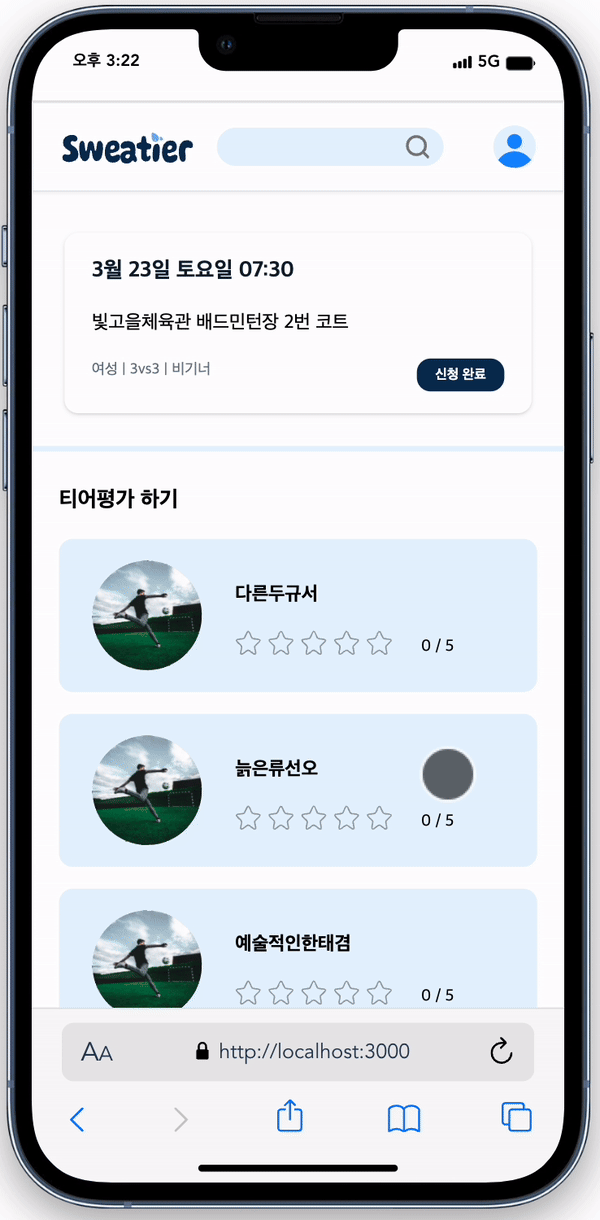 오후 3:22
5G
Sweatier
3월 23일 토요일 07:30
빛고을체육관 배드민턴장 2번 코트
여성 | 3vs3 | 비기너
신청 완료
티어평가 하기
다른두규서
0 / 5
늙은류선오
0 / 5
예술적인한태겸
0 / 5
AA
http://localhost:3000